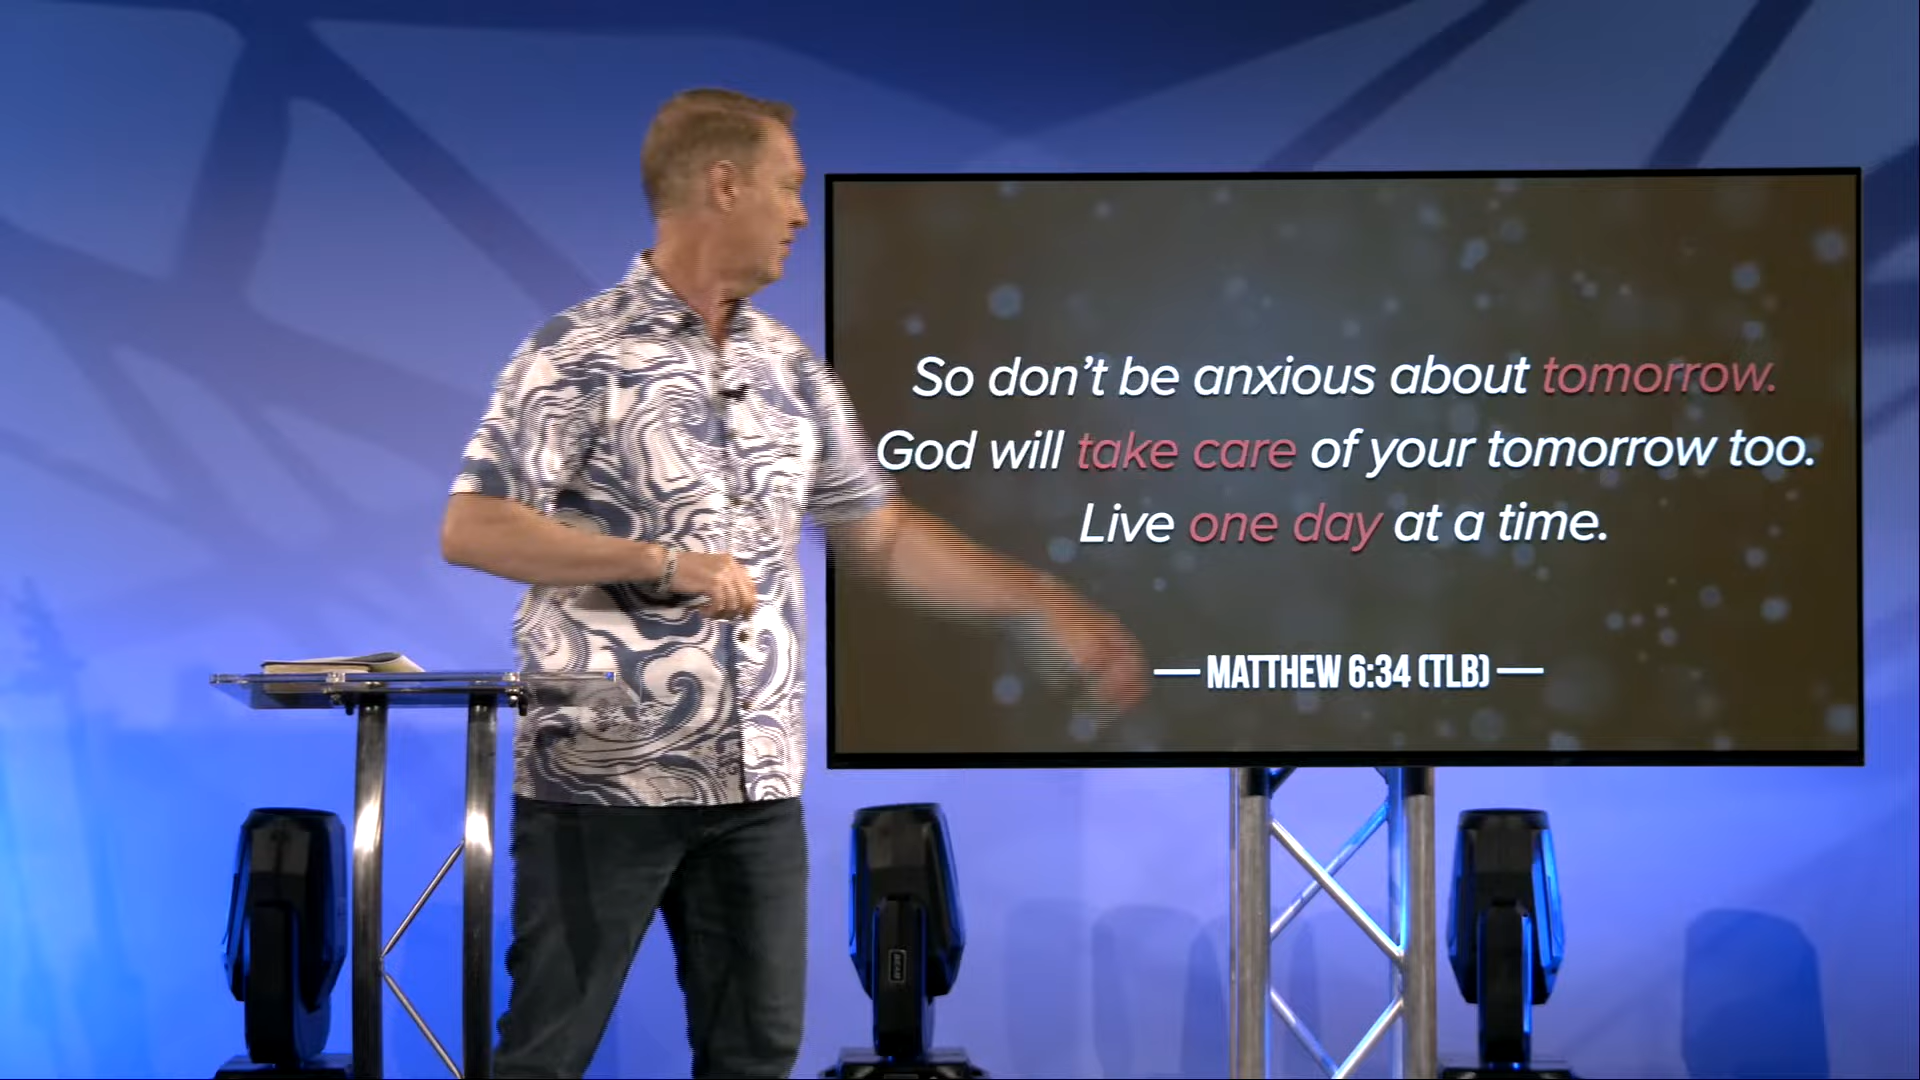 So don't be anxious about tomorrow.
God will take care of your tomorrow too.
Live one day at a time.
— MATTHEW 6:34 (TLB) —
BEAM